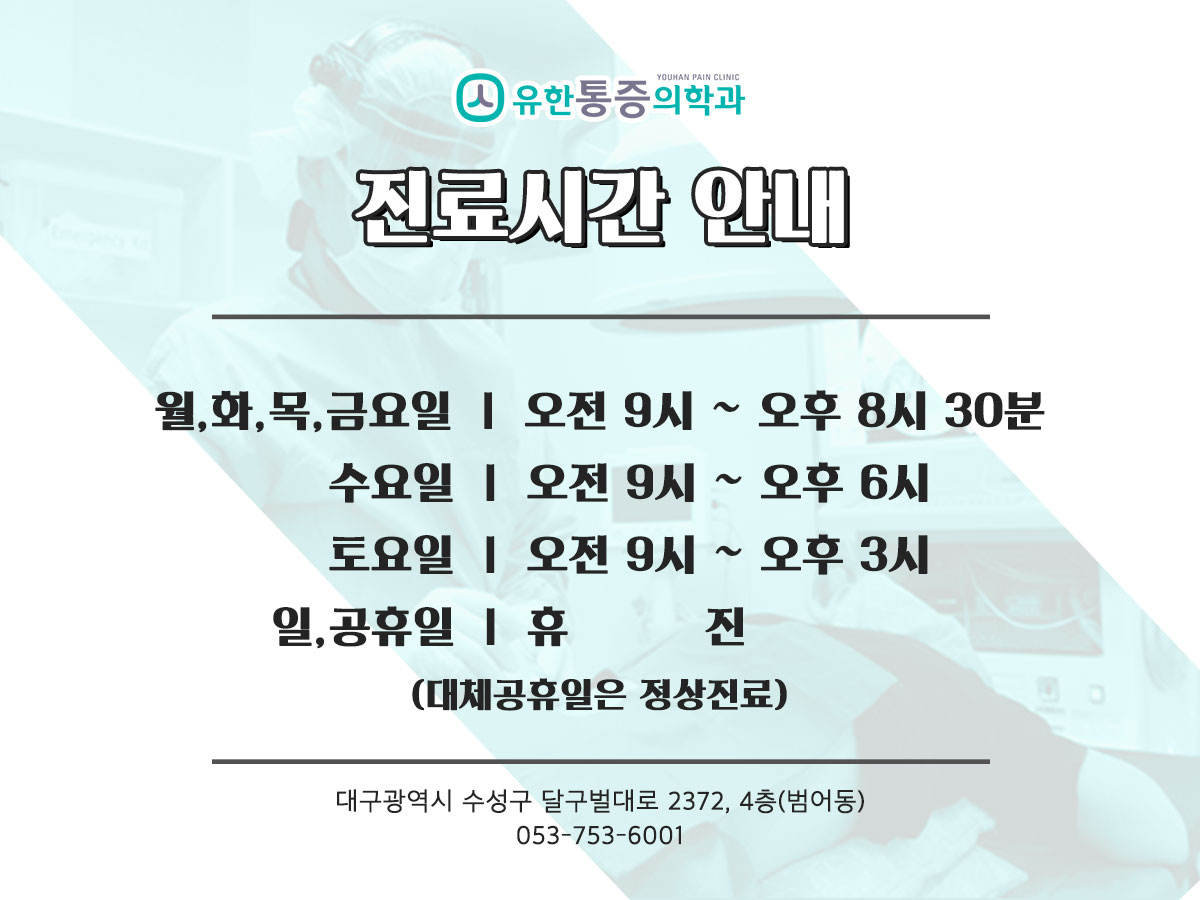 YOUHAN PAIN CLINIC
유한통증의학과
진료시간 안내
월,화,목,금요일 | 오전 9시 ~ 오후 8시 30분
수요일 | 오전 9시 ~ 오후 6시
토요일 | 오전 9시 ~ 오후 3시
일,공휴일 | 휴 진
(대체공휴일은 정상진료)
대구광역시 수성구 달구벌대로 2372, 4층(범어동)
053-753-6001